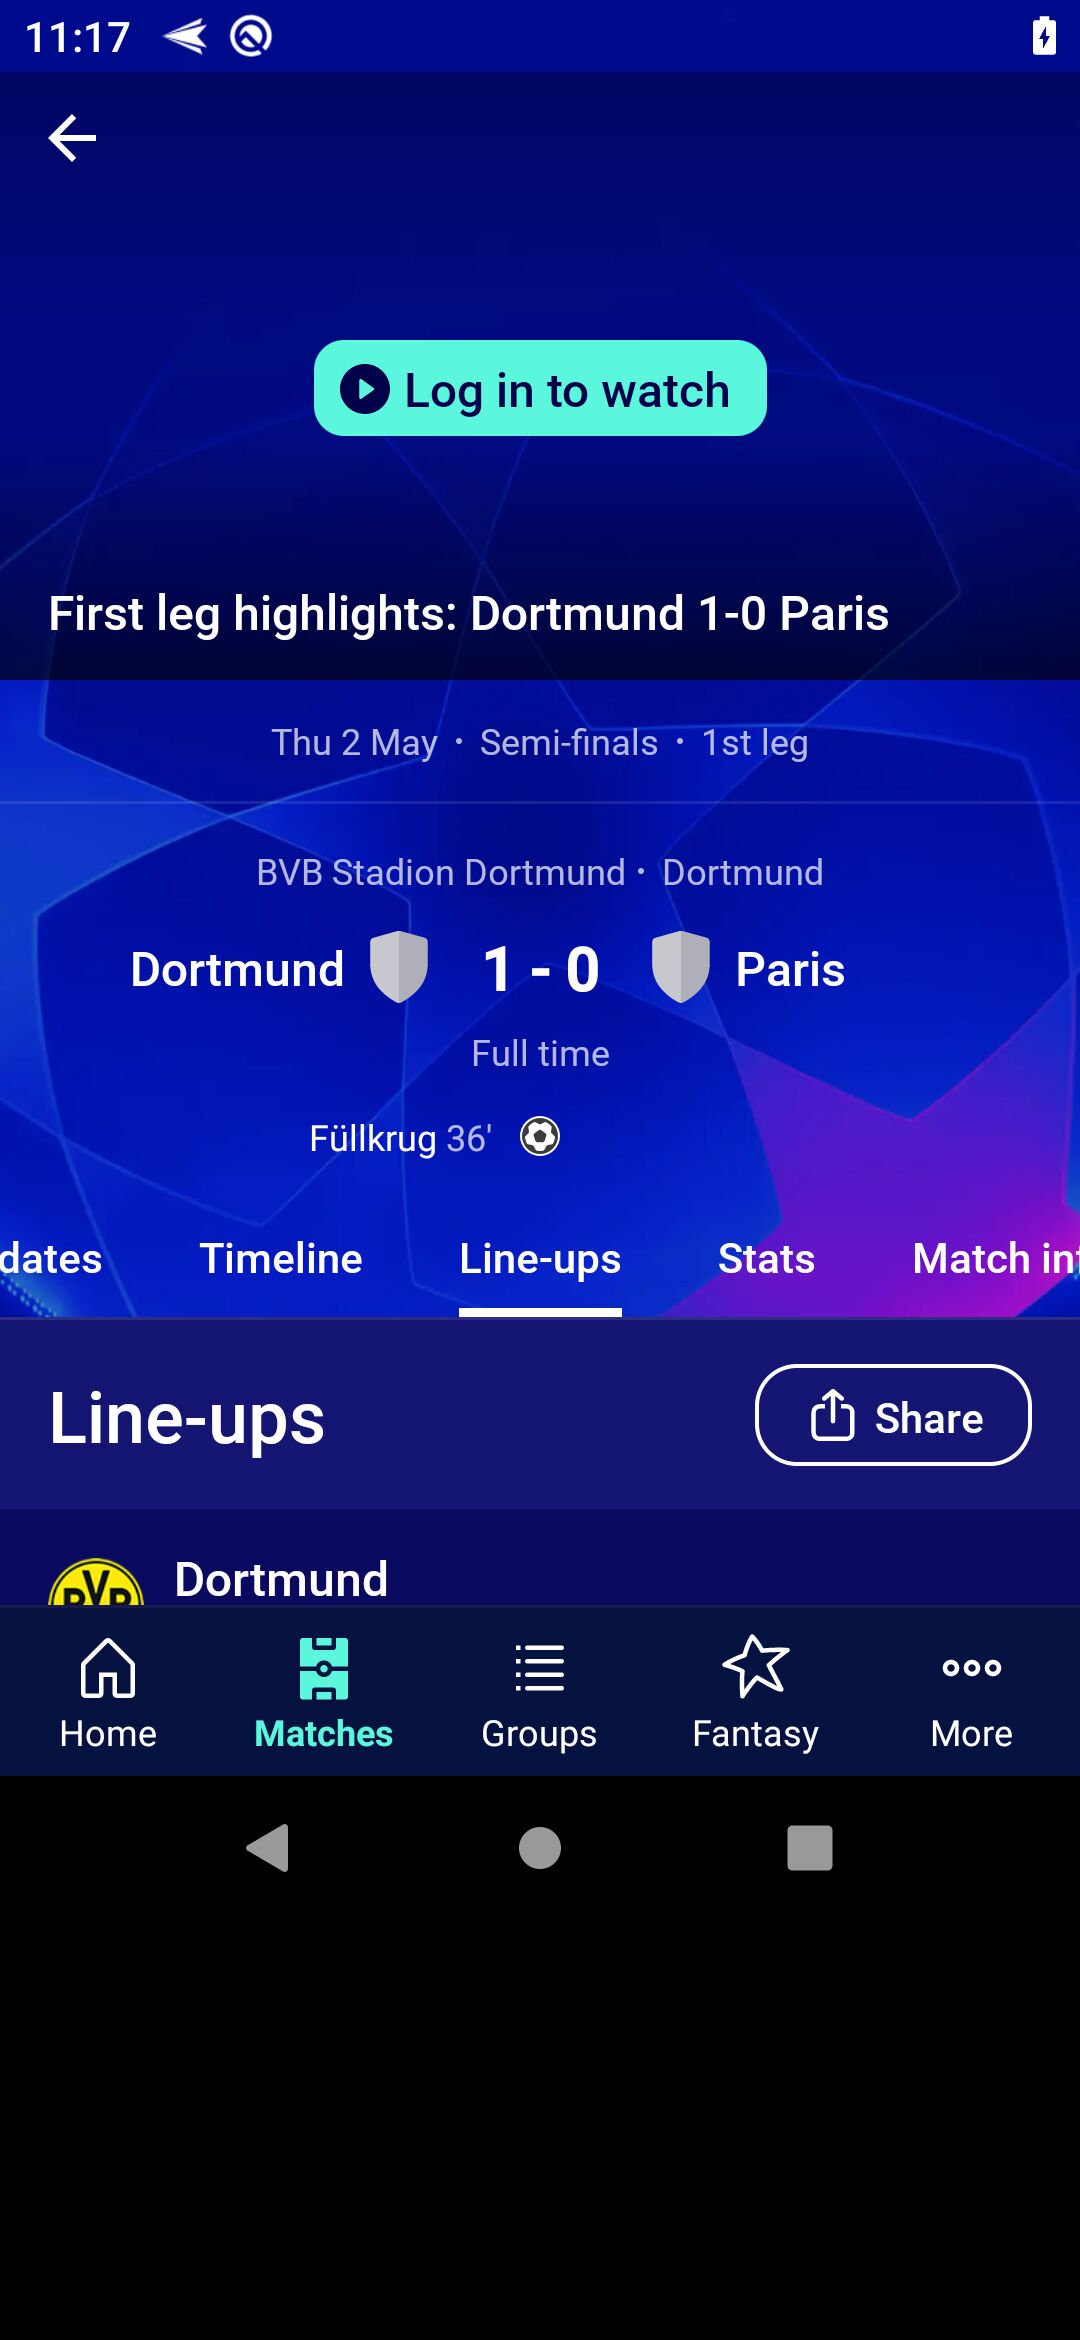 11:17
Log in to watch
First leg highlights: Dortmund 1-0 Paris
Thu 2 May · Semi-finals · 1st leg
BVB Stadion Dortmund · Dortmund
Dortmund 1 - 0 Paris
Full time
Füllkrug 36'
dates Timeline Line-ups Stats Match inf
Line-ups
Share
Dortmund
BVB
Home Matches Groups Fantasy More